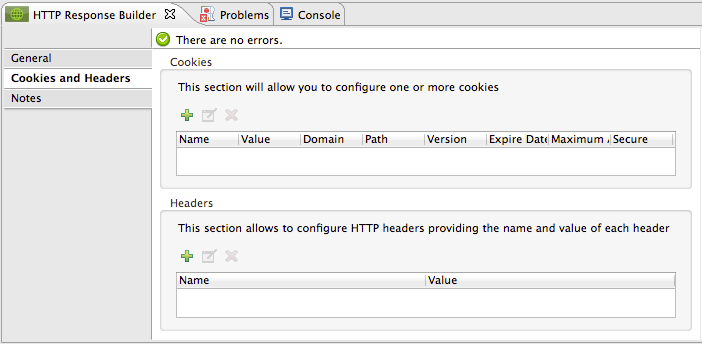 HTTP Response Builder Problems Console
There are no errors.
General
Cookies and Headers
Notes
Cookies
This section will allow you to configure one or more cookies
Name Value Domain Path Version Expire Date Maximum A Secure
Headers
This section allows to configure HTTP headers providing the name and value of each header
Name Value